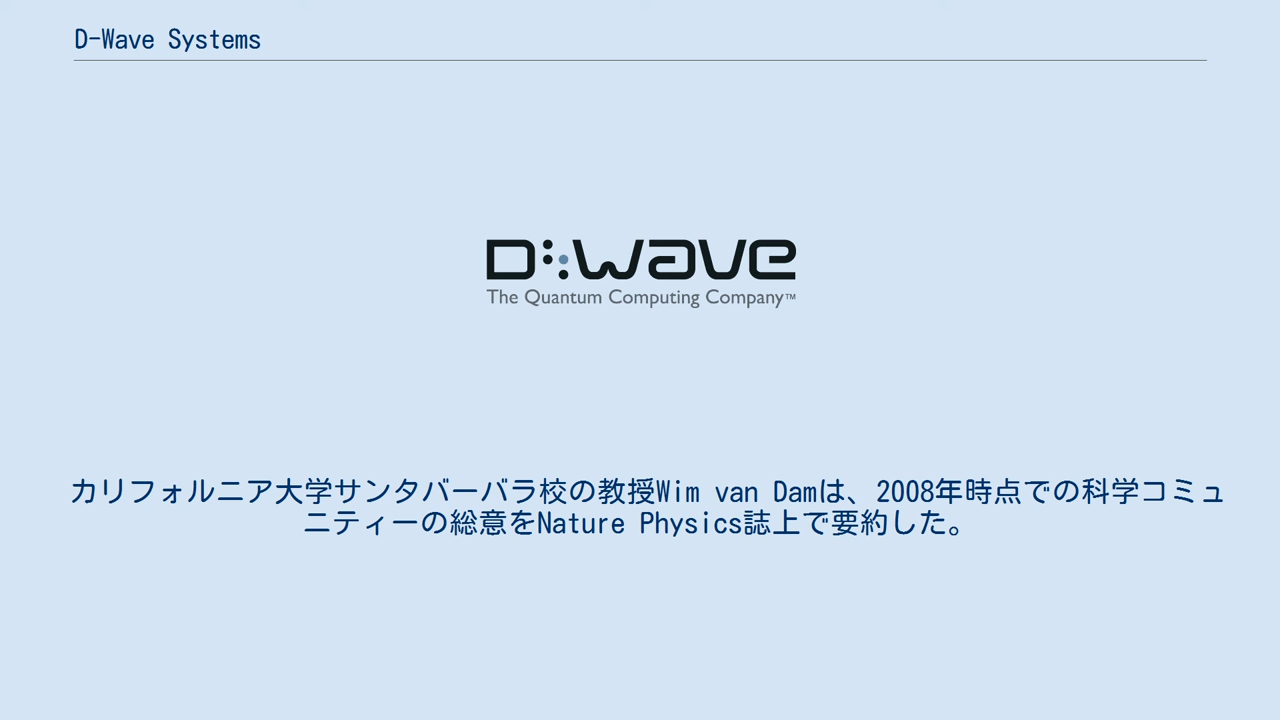 D-Wave Systems
D:wave
The Quantum Computing Company™
カリフォルニア大学サンタバーバラ校の教授Wim van Damは、2008年時点での科学コミュ
ニティーの総意をNature Physics誌上で要約した。